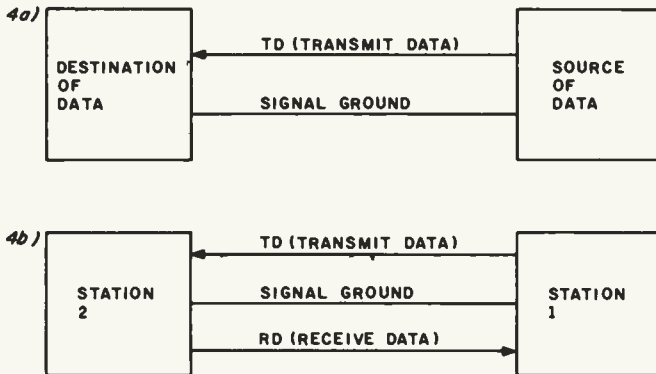 4a)
TD (TRANSMIT DATA)
DESTINATION
OF
DATA
SOURCE
OF
DATA
SIGNAL GROUND
4b)
TD (TRANSMIT DATA)
STATION
2
SIGNAL GROUND
STATION
1
RD (RECEIVE DATA)